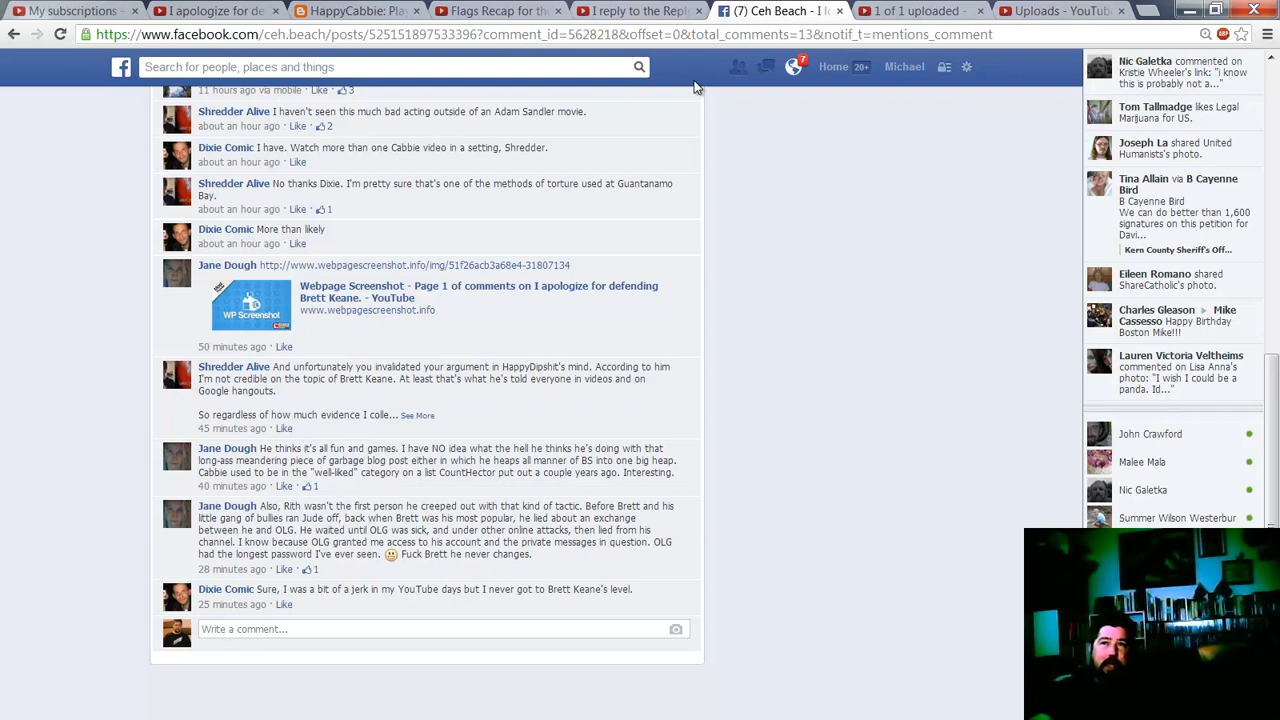 My subscriptions - ×
I apologize for de ×
HappyCabbie: Play ×
Flags Recap for th ×
I reply to the Repli ×
(7) Ceh Beach - I l ×
1 of 1 uploaded - ×
Uploads - YouTube ×
https://www.facebook.com/ceh.beach/posts/525151897533396?comment_id=5628218&offset=0&total_comments=13&notif_t=mentions_comment
Search for people, places and things
7
Home 20+
Michael
11 hours ago via mobile · Like · 3
Shredder Alive I haven't seen this much bad acting outside of an Adam Sandler movie.
about an hour ago · Like · 2
Dixie Comic I have. Watch more than one Cabbie video in a setting, Shredder.
about an hour ago · Like
Shredder Alive No thanks Dixie. I'm pretty sure that's one of the methods of torture used at Guantanamo
Bay.
about an hour ago · Like · 1
Dixie Comic More than likely
about an hour ago · Like
Jane Dough http://www.webpagescreenshot.info/img/51f26acb3a68e4-31807134
WP Screenshot
Webpage Screenshot - Page 1 of comments on I apologize for defending
Brett Keane. - YouTube
www.webpagescreenshot.info
50 minutes ago · Like
Shredder Alive And unfortunately you invalidated your argument in HappyDipshit's mind. According to him
I'm not credible on the topic of Brett Keane. At least that's what he's told everyone in videos and on
Google hangouts.
So regardless of how much evidence I colle... See More
45 minutes ago · Like
Jane Dough He thinks it's all fun and games. I have NO idea what the hell he thinks he's doing with that
long-ass meandering piece of garbage blog post either in which he heaps all manner of BS into one big heap.
Cabbie used to be in the "well-liked" category on a list CountHector put out a couple years ago. Interesting.
40 minutes ago · Like · 1
Jane Dough Also, Rith wasn't the first person he creeped out with that kind of tactic. Before Brett and his
little gang of bullies ran Jude off, back when Brett was his most popular, he lied about an exchange
between he and OLG. He waited until OLG was sick, and under other online attacks, then lied from his
channel. I know because OLG granted me access to his account and the private messages in question. OLG
had the longest password I've ever seen. Fuck Brett he never changes.
28 minutes ago · Like · 1
Dixie Comic Sure, I was a bit of a jerk in my YouTube days but I never got to Brett Keane's level.
25 minutes ago · Like
Write a comment...
Nic Galetka commented on
Kristie Wheeler's link: "i know
this is probably not a..."
Tom Tallmadge likes Legal
Marijuana for US.
Joseph La shared United
Humanists's photo.
Tina Allain via B Cayenne
Bird
B Cayenne Bird
We can do better than 1,600
signatures on this petition for
Davi...
Kern County Sheriff's Off...
Eileen Romano shared
ShareCatholic's photo.
Charles Gleason ▸ Mike
Cassesso Happy Birthday
Boston Mike!!!
Lauren Victoria Veltheims
commented on Lisa Anna's
photo: "I wish I could be a
panda. Id..."
John Crawford
Malee Mala
Nic Galetka
Summer Wilson Westerbur